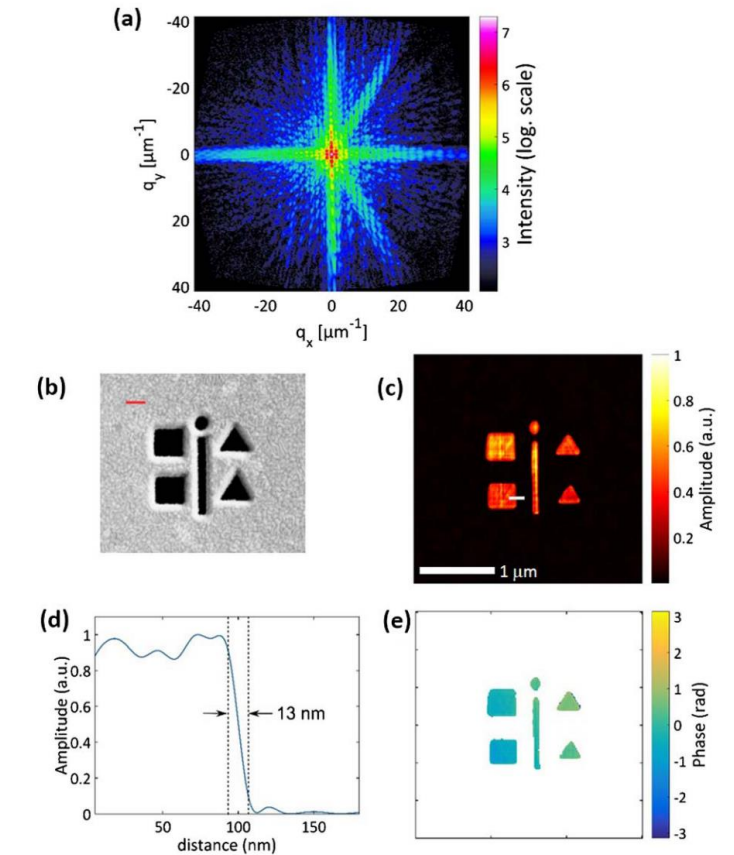 (a)
-40
-20
0
20
40
q_y [μm^-1]
-40 -20 0 20 40
q_x [μm^-1]
7
6
5
4
3
Intensity (log. scale)
(b)
(c)
1 μm
1
0.8
0.6
0.4
0.2
Amplitude (a.u.)
(d)
1
0.8
0.6
0.4
0.2
0
Amplitude (a.u.)
13 nm
50 100 150
distance (nm)
(e)
3
2
1
0
-1
-2
-3
Phase (rad)